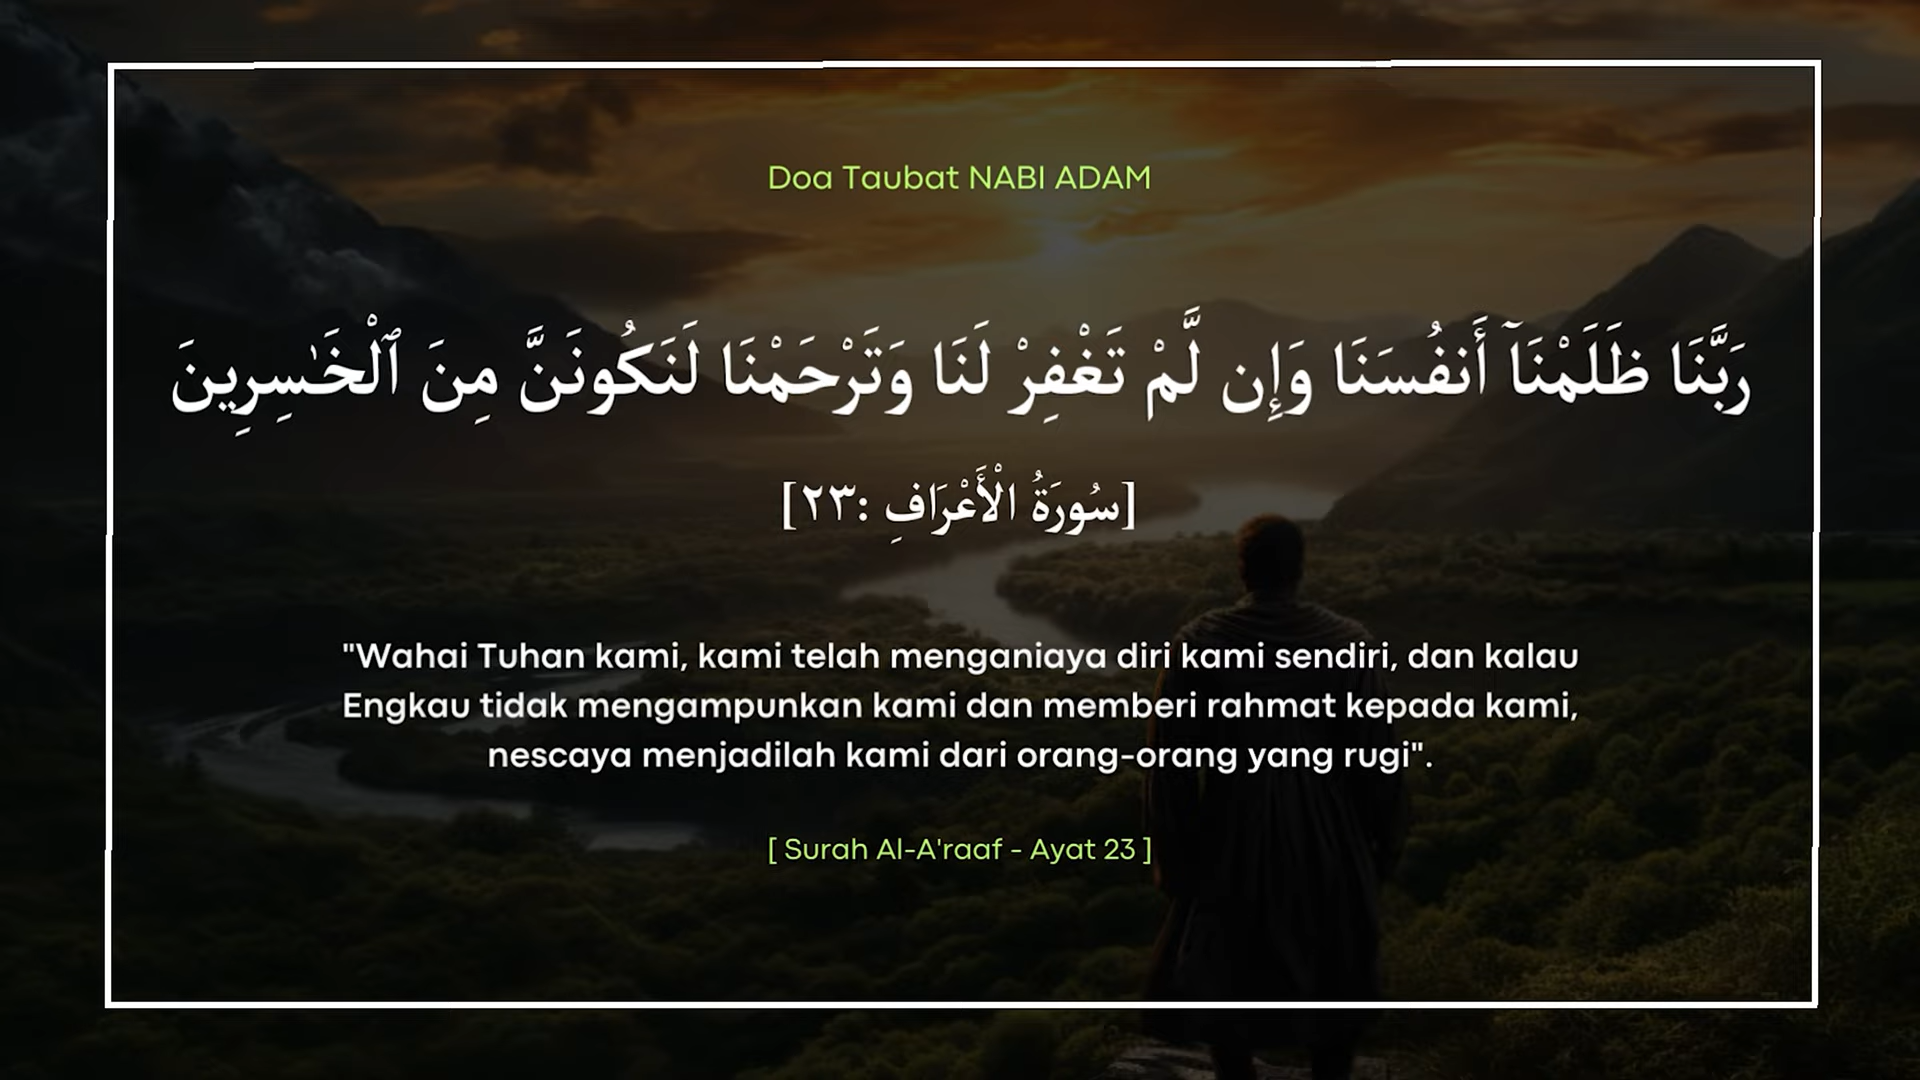 Doa Taubat NABI ADAM
رَبَّنَا ظَلَمْنَآ أَنفُسَنَا وَإِن لَّمْ تَغْفِرْ لَنَا وَتَرْحَمْنَا لَنَكُونَنَّ مِنَ ٱلْخَـٰسِرِينَ
[سُورَةُ الْأَعْرَافِ :٢٣]
"Wahai Tuhan kami, kami telah menganiaya diri kami sendiri, dan kalau
Engkau tidak mengampunkan kami dan memberi rahmat kepada kami,
nescaya menjadilah kami dari orang-orang yang rugi".
[ Surah Al-A'raaf - Ayat 23 ]